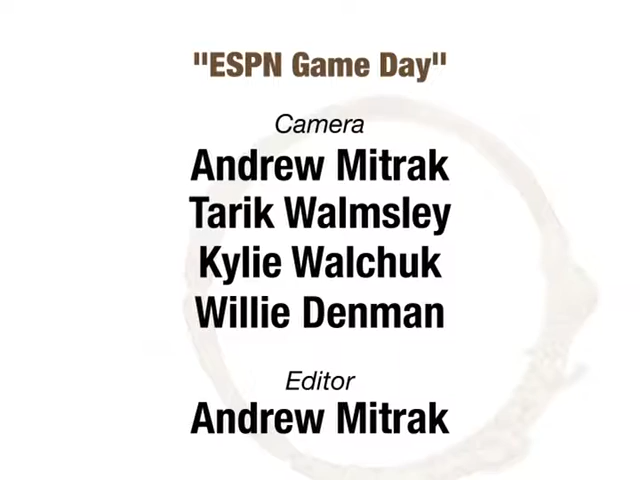 "ESPN Game Day"
Camera
Andrew Mitrak
Tarik Walmsley
Kylie Walchuk
Willie Denman
Editor
Andrew Mitrak